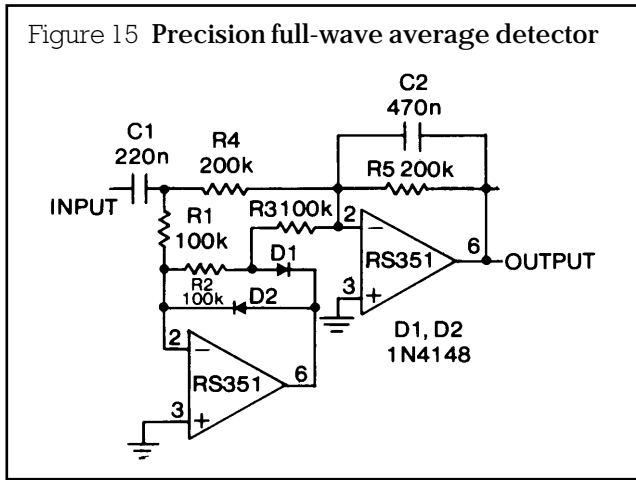 Figure 15 Precision full-wave average detector
C2
470n
C1
220n
R4
200k
R5 200k
INPUT
R1
100k
R3100k
2
−
RS351
6
OUTPUT
3
+
R2
100k
D1
D2
D1, D2
1N4148
2
−
RS351
6
3
+